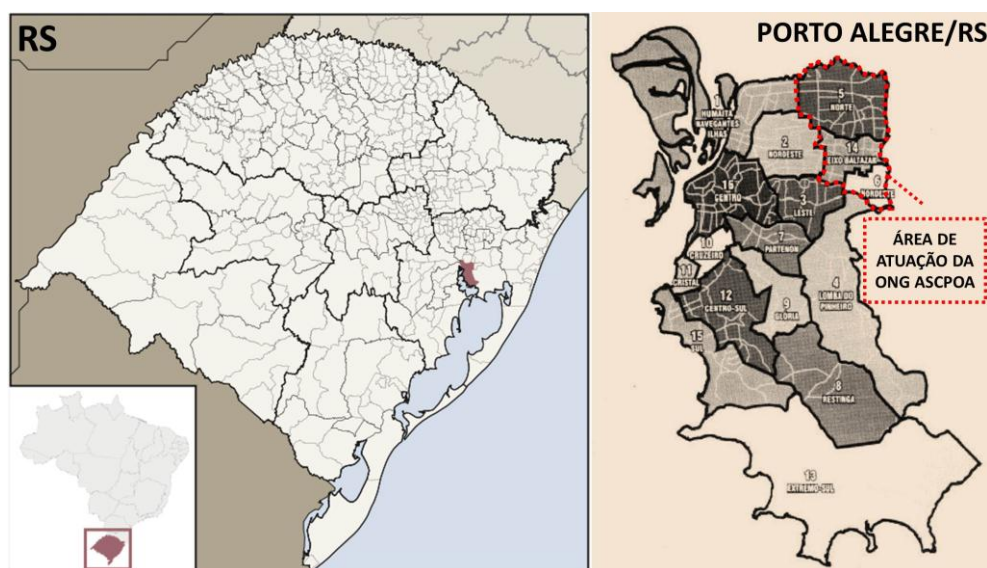 RS
PORTO ALEGRE/RS
1
HUMAITÁ
NAVEGANTES
ILHAS
5
NORTE
2
NORDESTE
14
EIXO BALTAZAR
6
NORDESTE
16
CENTRO
3
LESTE
7
PARTENON
10
CRUZEIRO
11
CRISTAL
ÁREA DE
ATUAÇÃO DA
ONG ASCPOA
12
CENTRO-SUL
9
GLÓRIA
4
LOMBA DO
PINHEIRO
15
SUL
8
RESTINGA
13
EXTREMO-SUL